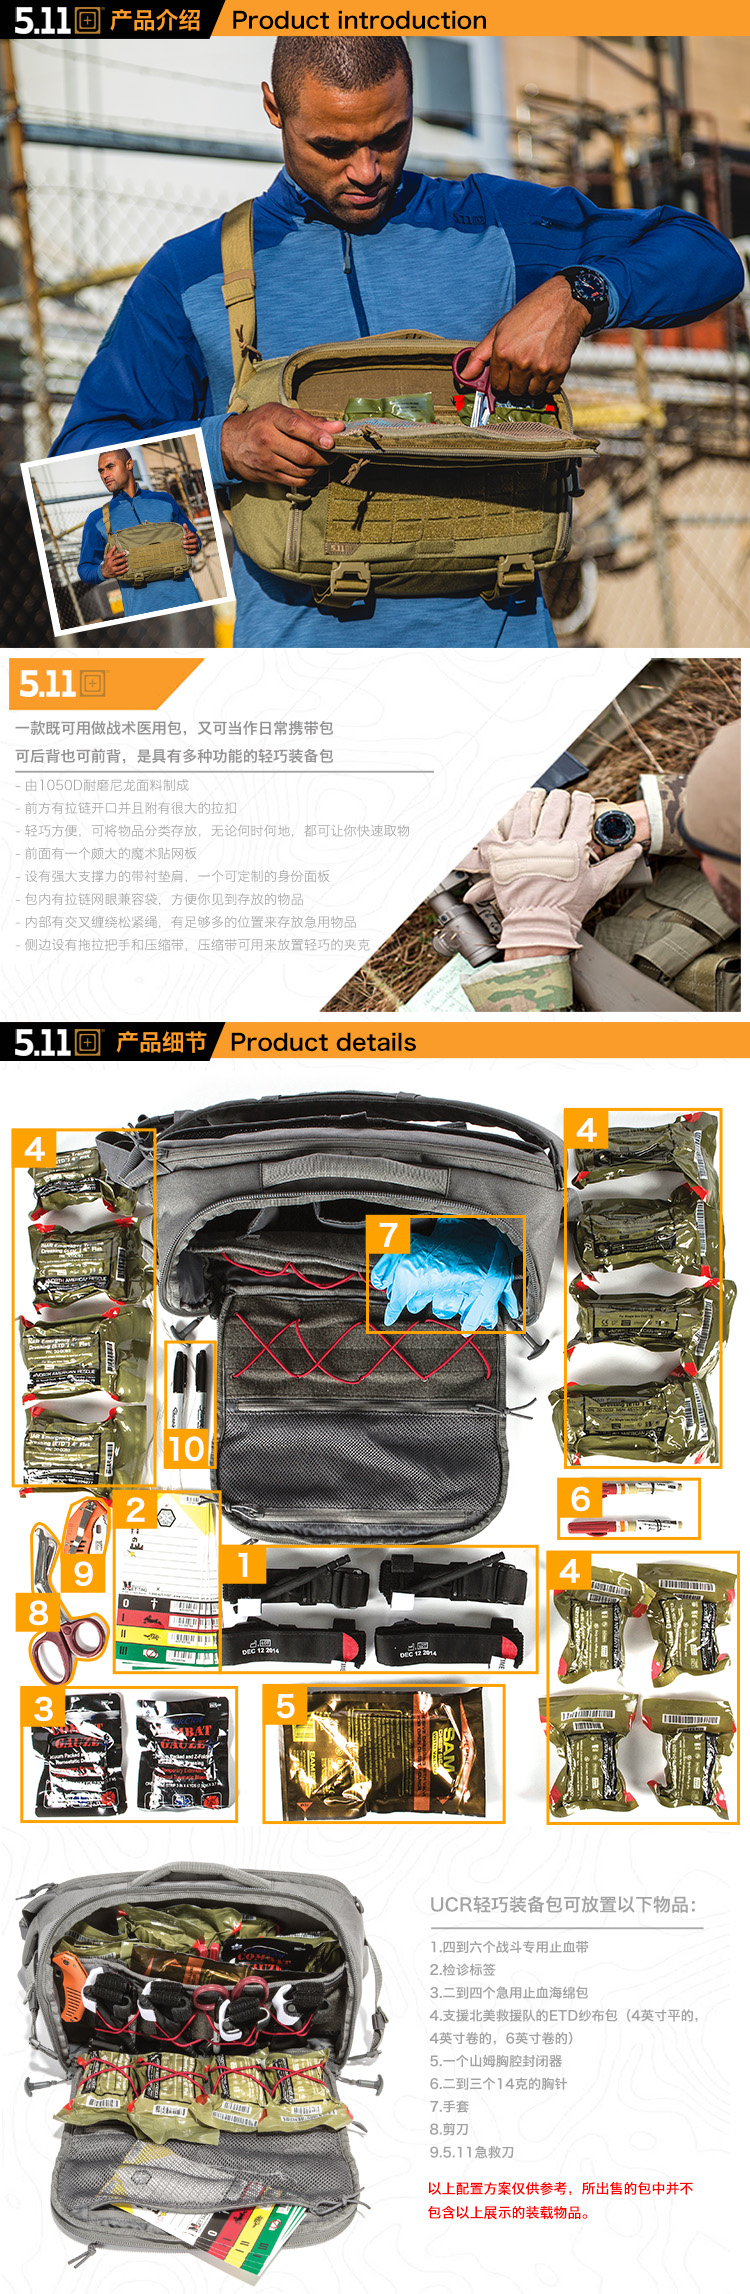 5.11 产品介绍 Product introduction
5.11
5.11
5.11
一款既可用做战术医用包，又可当作日常携带包
可后背也可前背，是具有多种功能的轻巧装备包
- 由1050D耐磨尼龙面料制成
- 前方有拉链开口并且附有很大的拉扣
- 轻巧方便，可将物品分类存放，无论何时何地，都可让你快速取物
- 前面有一个颇大的魔术贴网板
- 设有强大支撑力的带衬垫肩，一个可定制的身份面板
- 包内有拉链网眼兼容袋，方便你见到存放的物品
- 内部有交叉缠绕松紧绳，有足够多的位置来存放急用物品
- 侧边设有拖拉把手和压缩带，压缩带可用来放置轻巧的夹克
5.11 产品细节 Product details
4
4
7
10
6
2
1
9
4
8
DEC 12 2014
DEC 12 2014
0
I
II
III
3
5
COMBAT
GAUZE
SAM
UCR轻巧装备包可放置以下物品：
1.四到六个战斗专用止血带
2.检诊标签
3.二到四个急用止血海绵包
4.支援北美救援队的ETD纱布包（4英寸平的，
4英寸卷的，6英寸卷的）
5.一个山姆胸腔封闭器
6.二到三个14克的胸针
7.手套
8.剪刀
9.5.11急救刀
以上配置方案仅供参考，所出售的包中并不
包含以上展示的装载物品。